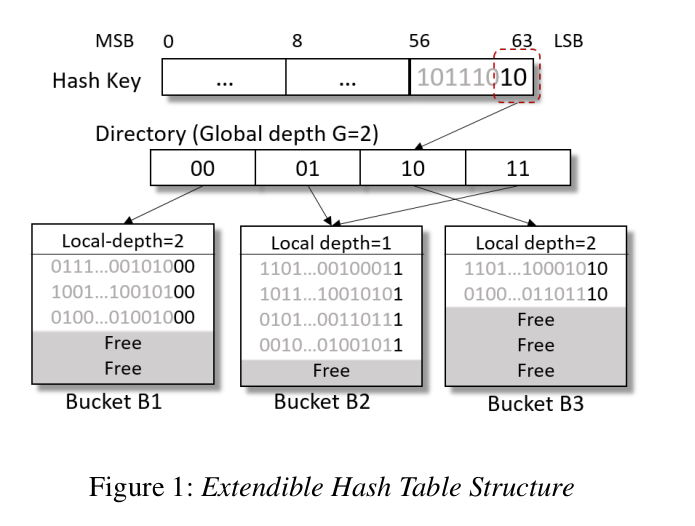 MSB 0 8 56 63 LSB
Hash Key ... ... 10111010
Directory (Global depth G=2)
00 01 10 11
Local-depth=2
0111...00101000
1001...10010100
0100...01001000
Free
Free
Bucket B1
Local depth=1
1101...00100011
1011...10010101
0101...00110111
0010...01001011
Free
Bucket B2
Local depth=2
1101...10001010
0100...01101110
Free
Free
Free
Bucket B3
Figure 1: Extendible Hash Table Structure